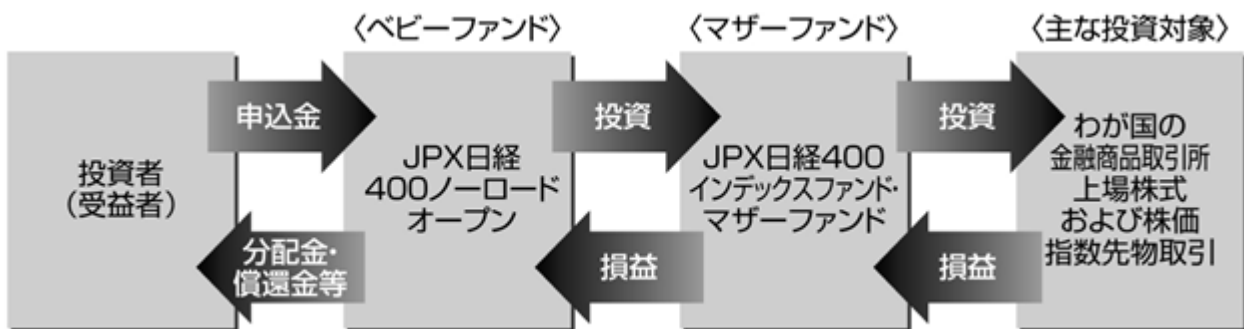 〈ベビーファンド〉
〈マザーファンド〉
〈主な投資対象〉
投資者
（受益者）
申込金
分配金・
償還金等
JPX日経
400ノーロード
オープン
投資
損益
JPX日経400
インデックスファンド・
マザーファンド
投資
損益
わが国の
金融商品取引所
上場株式
および株価
指数先物取引